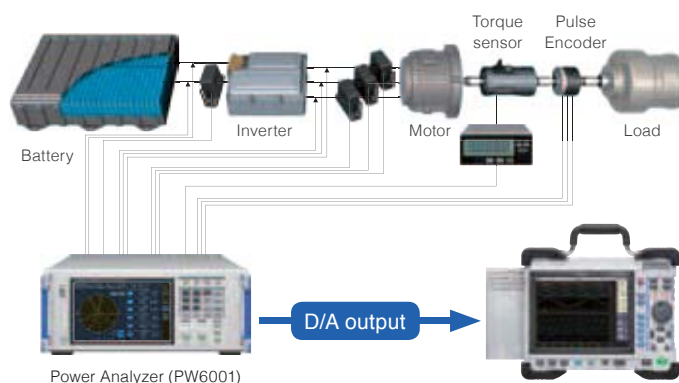 Torque
sensor
Pulse
Encoder
Battery
Inverter
Motor
Load
D/A output
Power Analyzer (PW6001)